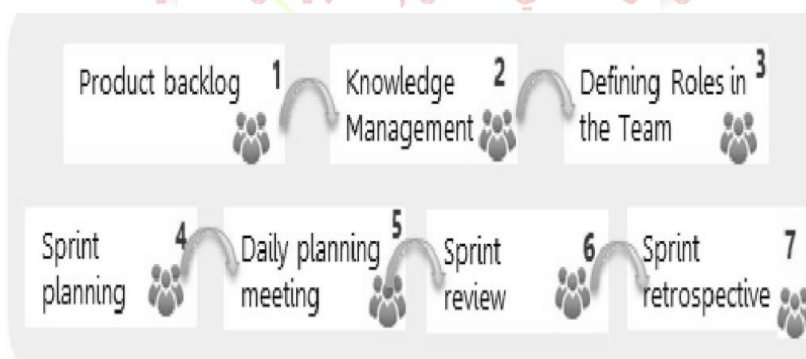 Product backlog 1
Knowledge 2
Management
Defining Roles in 3
the Team
Sprint 4
planning
Daily planning 5
meeting
Sprint 6
review
Sprint 7
retrospective